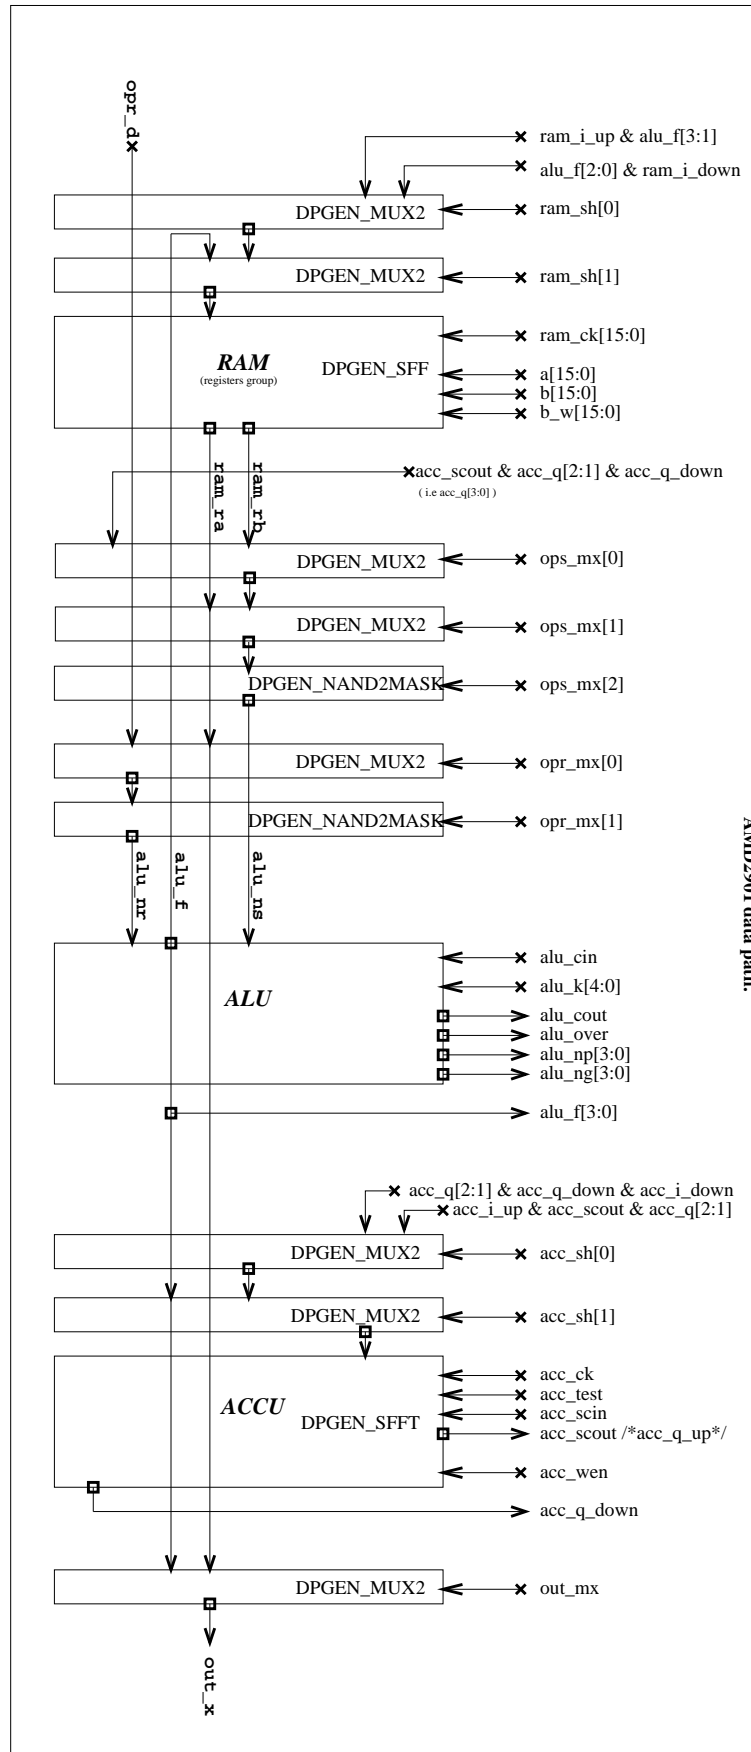 opr_d
ram_i_up & alu_f[3:1]
alu_f[2:0] & ram_i_down
DPGEN_MUX2
ram_sh[0]
DPGEN_MUX2
ram_sh[1]
RAM
(registers group)
DPGEN_SFF
ram_ck[15:0]
a[15:0]
b[15:0]
b_w[15:0]
ram_ra
ram_rb
acc_scout & acc_q[2:1] & acc_q_down
( i.e acc_q[3:0] )
DPGEN_MUX2
ops_mx[0]
DPGEN_MUX2
ops_mx[1]
DPGEN_NAND2MASK
ops_mx[2]
DPGEN_MUX2
opr_mx[0]
DPGEN_NAND2MASK
opr_mx[1]
alu_nr
alu_f
alu_ns
AMD2901 data path.
ALU
alu_cin
alu_k[4:0]
alu_cout
alu_over
alu_np[3:0]
alu_ng[3:0]
alu_f[3:0]
acc_q[2:1] & acc_q_down & acc_i_down
acc_i_up & acc_scout & acc_q[2:1]
DPGEN_MUX2
acc_sh[0]
DPGEN_MUX2
acc_sh[1]
ACCU
DPGEN_SFFT
acc_ck
acc_test
acc_scin
acc_scout /*acc_q_up*/
acc_wen
acc_q_down
DPGEN_MUX2
out_mx
out_x